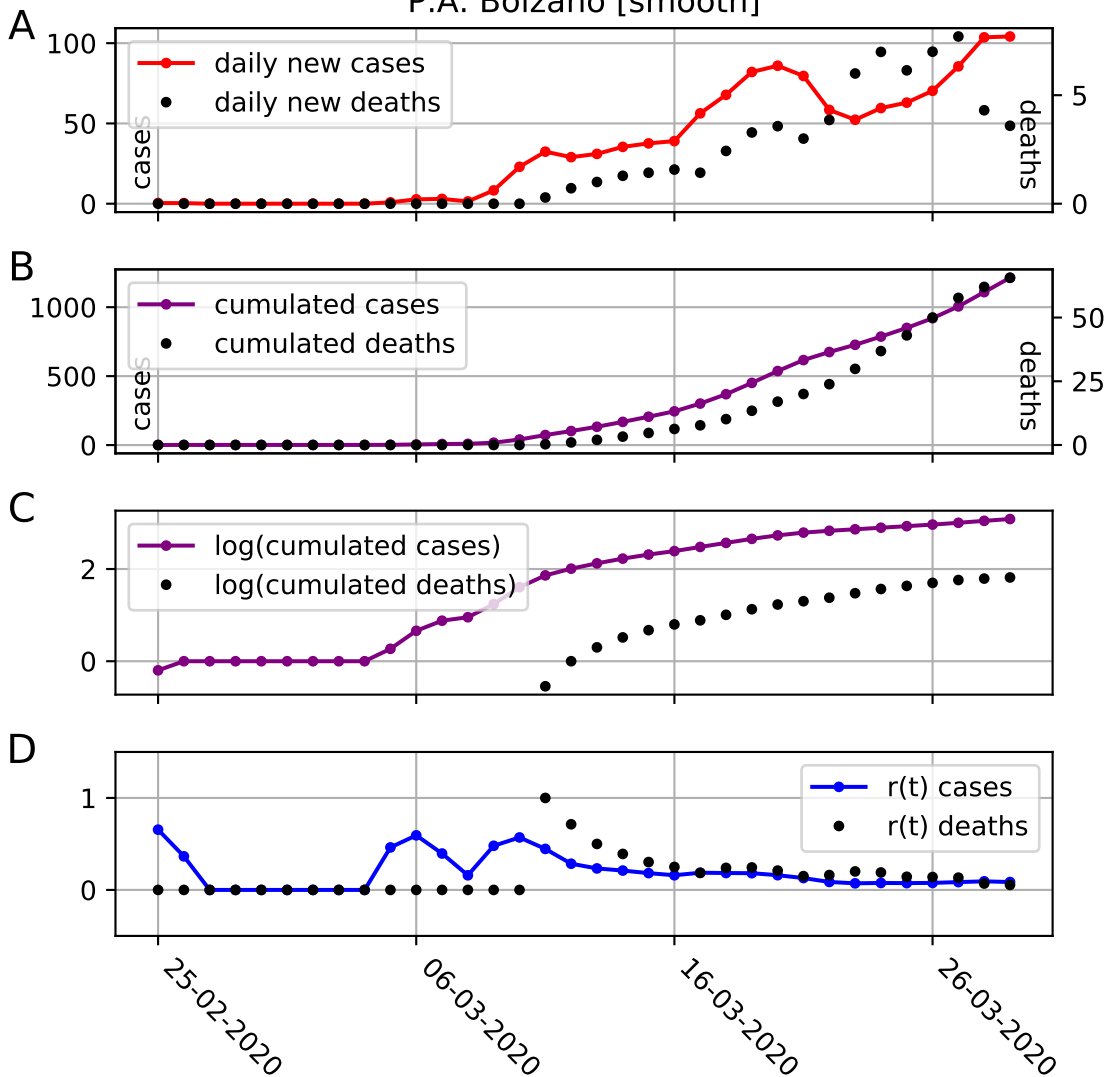 P.A. Bolzano [smooth]
A
100
50
0
daily new cases
daily new deaths
cases
deaths
5
0
B
1000
500
0
cumulated cases
cumulated deaths
cases
deaths
50
25
0
C
2
0
log(cumulated cases)
log(cumulated deaths)
D
1
0
r(t) cases
r(t) deaths
25-02-2020
06-03-2020
16-03-2020
26-03-2020